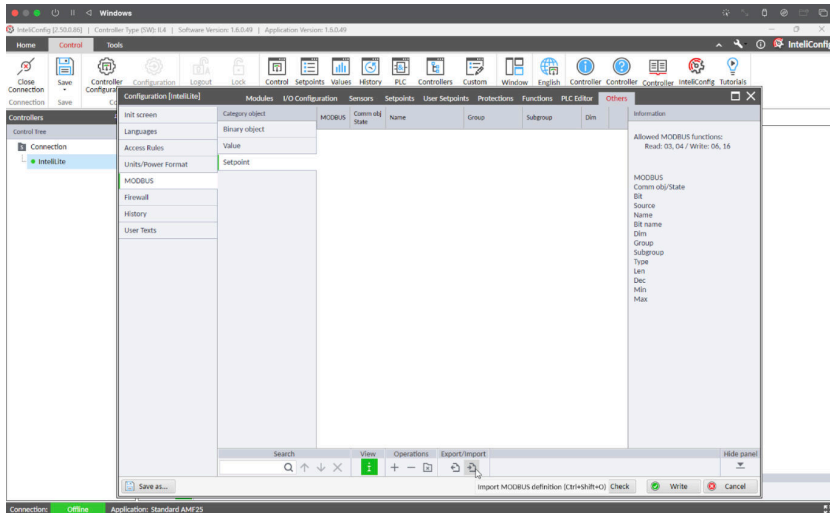 Windows
InteliConfig [2.50.0.86] | Controller Type (SW): IL4 | Software Version: 1.6.0.49 | Application Version: 1.6.0.49
Home Control Tools InteliConfig
Close Connection Save Controller Configuration Logout Lock Control Setpoints Values History PLC Controllers Custom Window English Controller Controller Controller InteliConfig Tutorials
Connection Save
Configuration [InteliLite] Modules I/O Configuration Sensors Setpoints User Setpoints Protections Functions PLC Editor Others
Controllers
Control Tree
Connection
InteliLite
Init screen
Languages
Access Rules
Units/Power Format
MODBUS
Firewall
History
User Texts
Category object
Binary object
Value
Setpoint
MODBUS Comm obj State Name Group Subgroup Dim
Information
Allowed MODBUS functions:
Read: 03, 04 / Write: 06, 16
MODBUS
Comm obj/State
Bit
Source
Name
Bit name
Dim
Group
Subgroup
Type
Len
Dec
Min
Max
Search View Operations Export/Import Hide panel
Import MODBUS definition (Ctrl+Shift+O)
Save as... Check Write Cancel
Connection: Offline Application: Standard AMF25